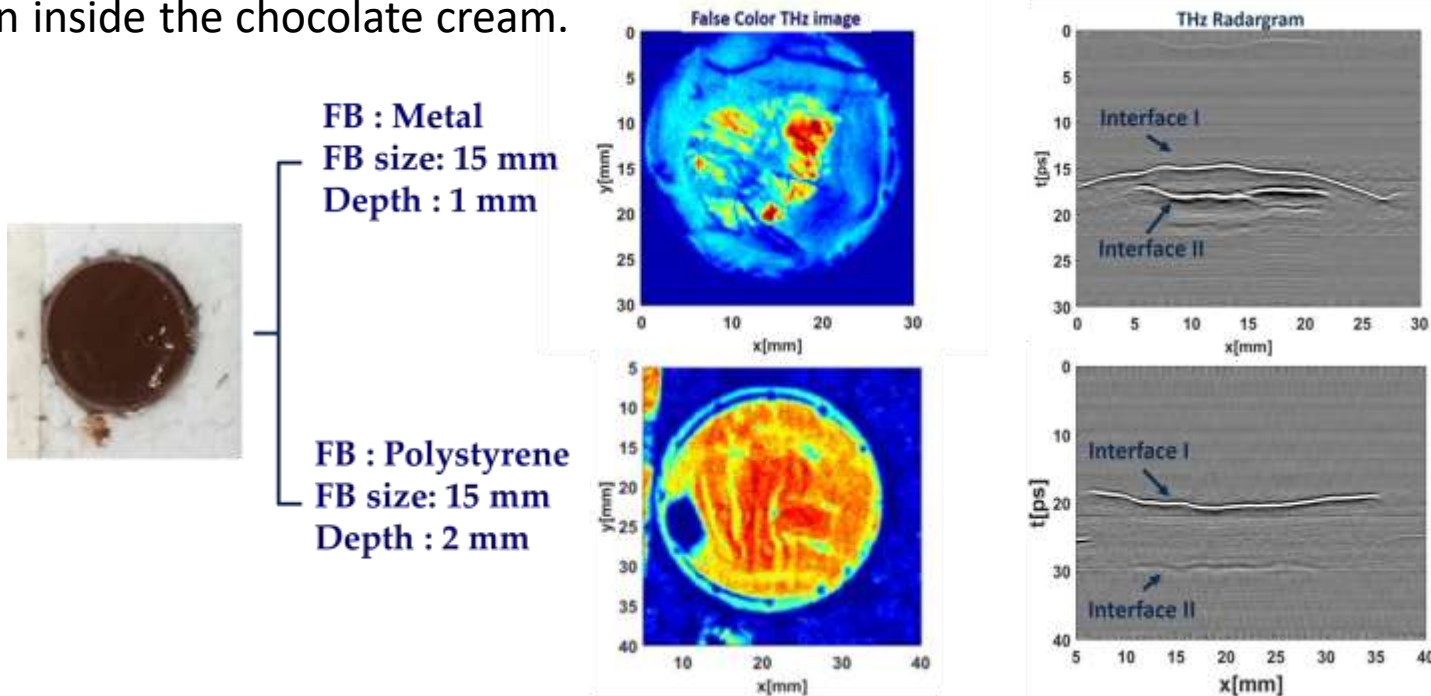 n inside the chocolate cream.
FB : Metal
FB size: 15 mm
Depth : 1 mm
FB : Polystyrene
FB size: 15 mm
Depth : 2 mm
False Color THz image
0
5
10
15
20
25
30
y[mm]
0 10 20 30
x[mm]
THz Radargram
0
5
10
15
20
25
30
t[ps]
Interface I
Interface II
0 5 10 15 20 25 30
x[mm]
5
10
15
20
25
30
35
40
y[mm]
10 20 30 40
x[mm]
0
10
20
30
40
t[ps]
Interface I
Interface II
5 10 15 20 25 30 35 40
x[mm]